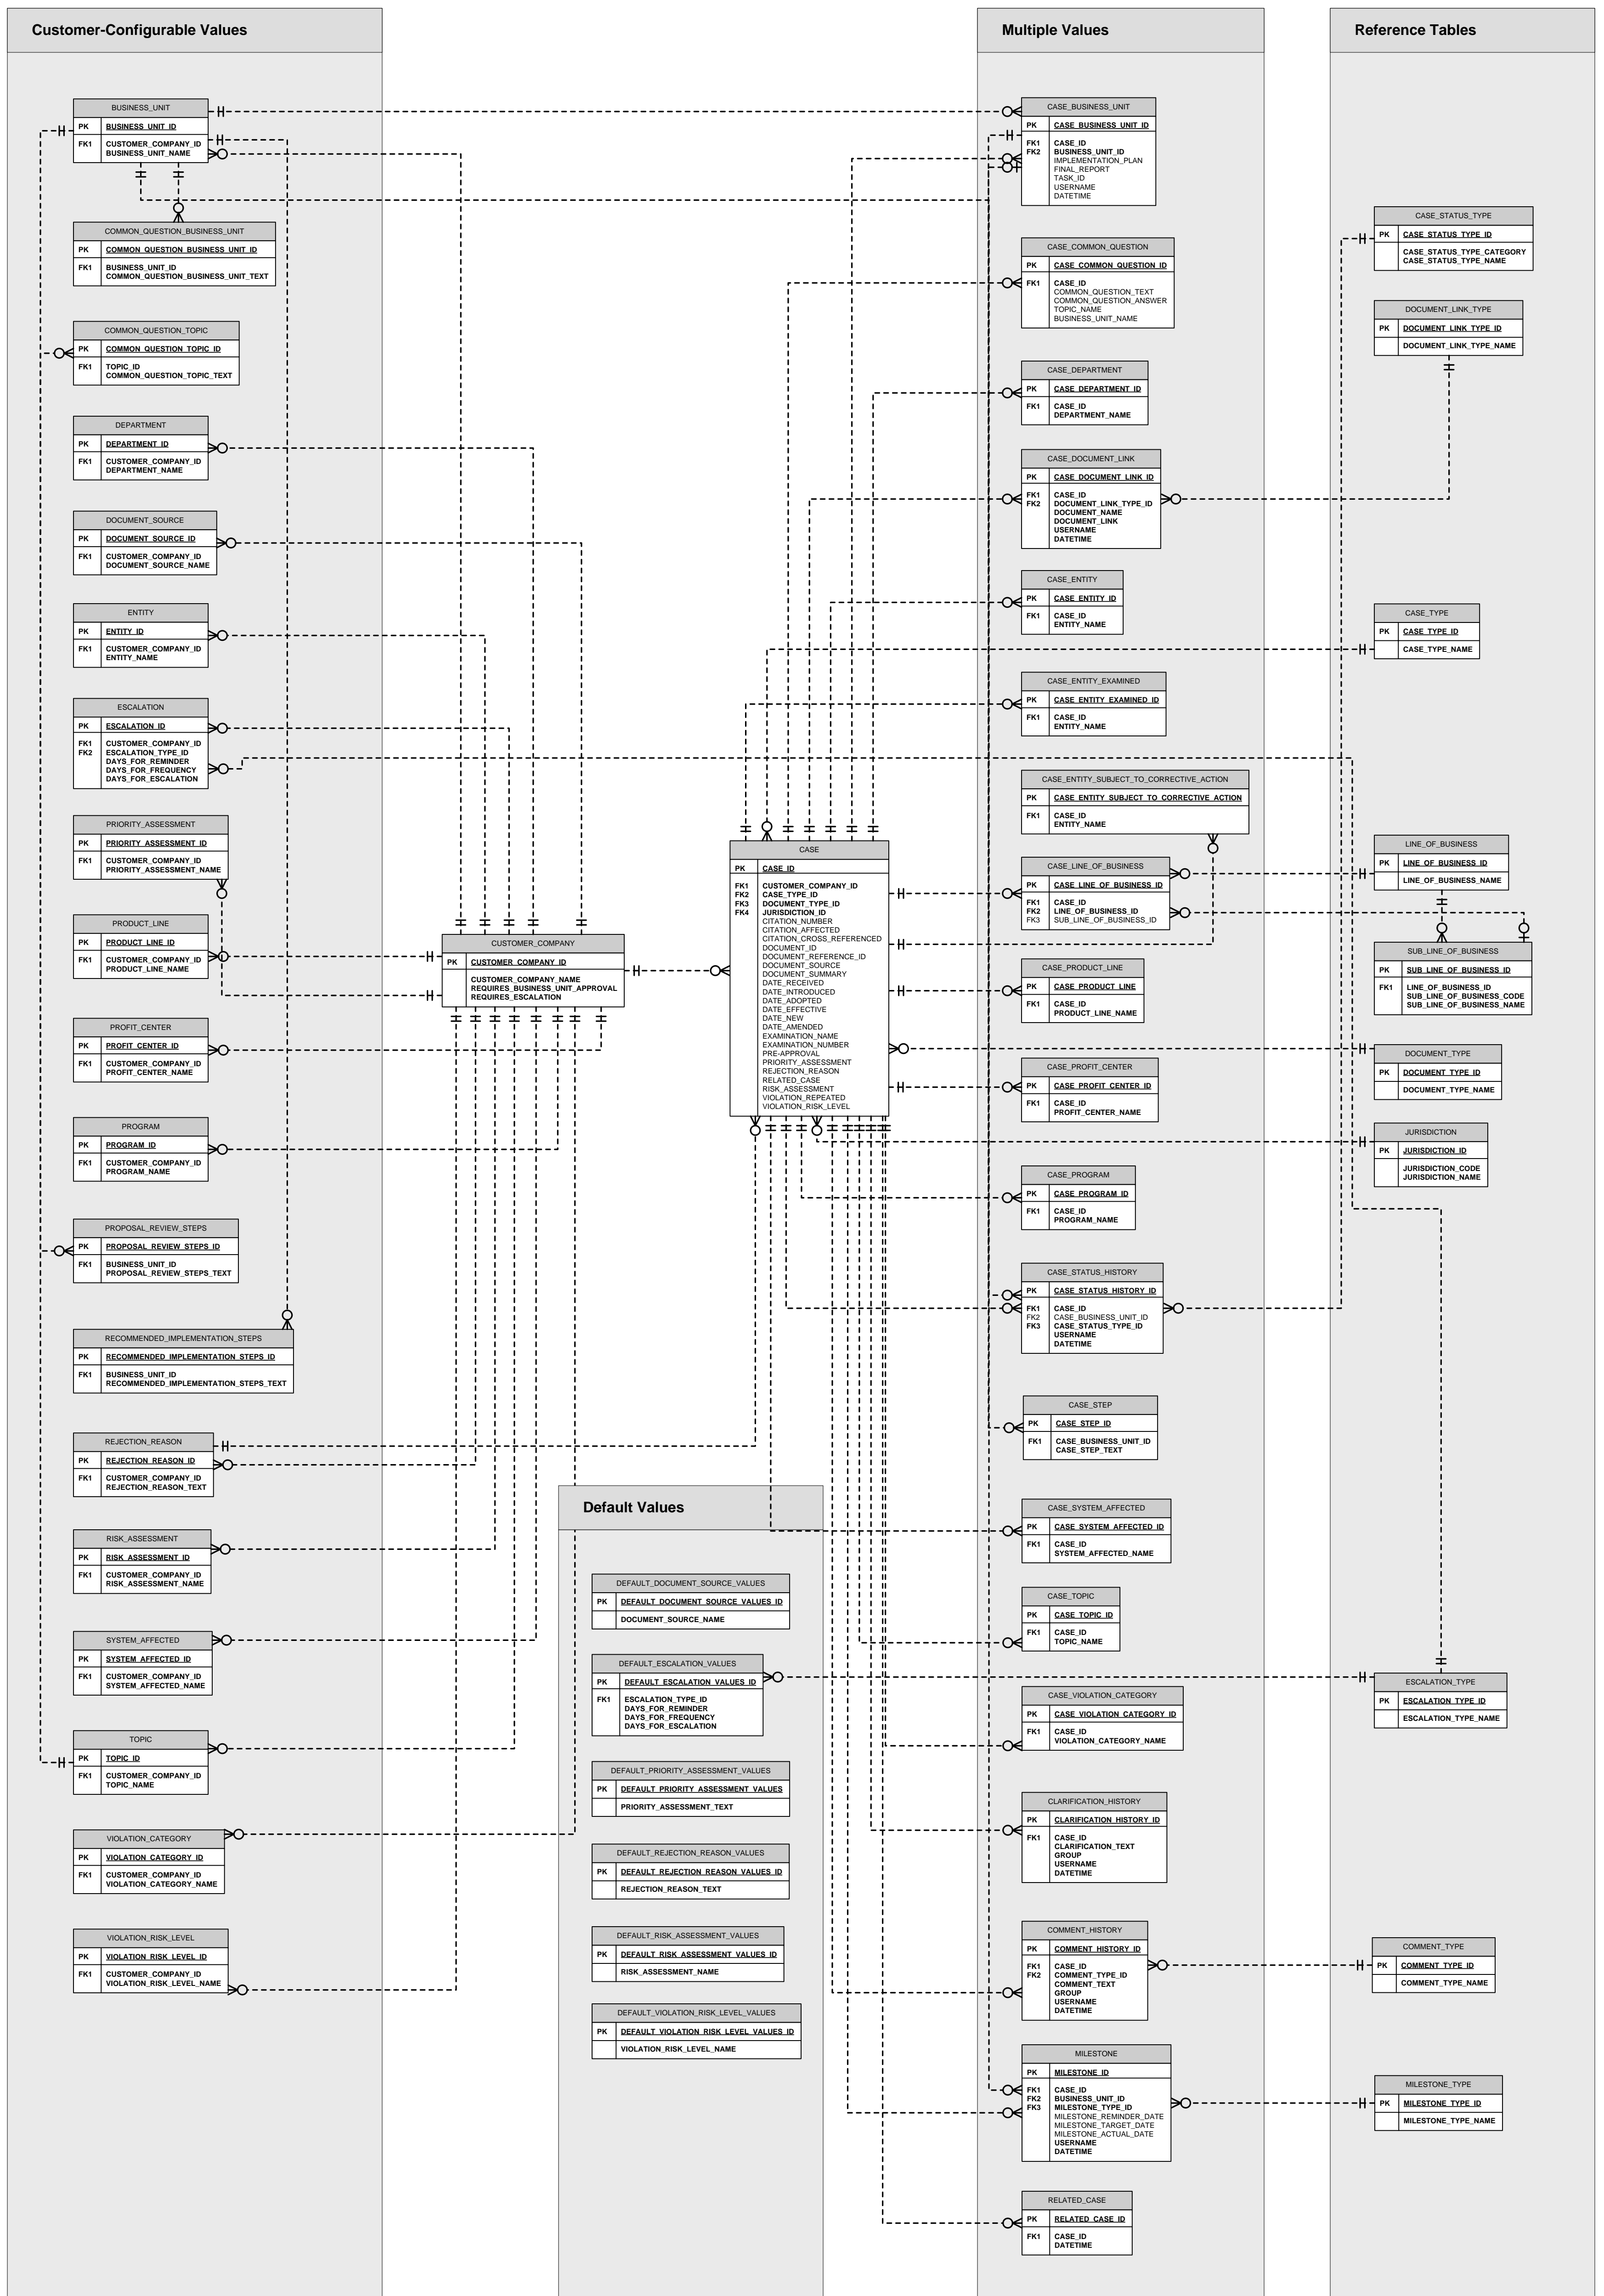 Customer-Configurable Values
BUSINESS_UNIT
PK BUSINESS_UNIT_ID
FK1 CUSTOMER_COMPANY_ID
BUSINESS_UNIT_NAME
COMMON_QUESTION_BUSINESS_UNIT
PK COMMON_QUESTION_BUSINESS_UNIT_ID
FK1 BUSINESS_UNIT_ID
COMMON_QUESTION_BUSINESS_UNIT_TEXT
COMMON_QUESTION_TOPIC
PK COMMON_QUESTION_TOPIC_ID
FK1 TOPIC_ID
COMMON_QUESTION_TOPIC_TEXT
DEPARTMENT
PK DEPARTMENT_ID
FK1 CUSTOMER_COMPANY_ID
DEPARTMENT_NAME
DOCUMENT_SOURCE
PK DOCUMENT_SOURCE_ID
FK1 CUSTOMER_COMPANY_ID
DOCUMENT_SOURCE_NAME
ENTITY
PK ENTITY_ID
FK1 CUSTOMER_COMPANY_ID
ENTITY_NAME
ESCALATION
PK ESCALATION_ID
FK1 CUSTOMER_COMPANY_ID
FK2 ESCALATION_TYPE_ID
DAYS_FOR_REMINDER
DAYS_FOR_FREQUENCY
DAYS_FOR_ESCALATION
PRIORITY_ASSESSMENT
PK PRIORITY_ASSESSMENT_ID
FK1 CUSTOMER_COMPANY_ID
PRIORITY_ASSESSMENT_NAME
PRODUCT_LINE
PK PRODUCT_LINE_ID
FK1 CUSTOMER_COMPANY_ID
PRODUCT_LINE_NAME
PROFIT_CENTER
PK PROFIT_CENTER_ID
FK1 CUSTOMER_COMPANY_ID
PROFIT_CENTER_NAME
PROGRAM
PK PROGRAM_ID
FK1 CUSTOMER_COMPANY_ID
PROGRAM_NAME
PROPOSAL_REVIEW_STEPS
PK PROPOSAL_REVIEW_STEPS_ID
FK1 BUSINESS_UNIT_ID
PROPOSAL_REVIEW_STEPS_TEXT
RECOMMENDED_IMPLEMENTATION_STEPS
PK RECOMMENDED_IMPLEMENTATION_STEPS_ID
FK1 BUSINESS_UNIT_ID
RECOMMENDED_IMPLEMENTATION_STEPS_TEXT
REJECTION_REASON
PK REJECTION_REASON_ID
FK1 CUSTOMER_COMPANY_ID
REJECTION_REASON_TEXT
RISK_ASSESSMENT
PK RISK_ASSESSMENT_ID
FK1 CUSTOMER_COMPANY_ID
RISK_ASSESSMENT_NAME
SYSTEM_AFFECTED
PK SYSTEM_AFFECTED_ID
FK1 CUSTOMER_COMPANY_ID
SYSTEM_AFFECTED_NAME
TOPIC
PK TOPIC_ID
FK1 CUSTOMER_COMPANY_ID
TOPIC_NAME
VIOLATION_CATEGORY
PK VIOLATION_CATEGORY_ID
FK1 CUSTOMER_COMPANY_ID
VIOLATION_CATEGORY_NAME
VIOLATION_RISK_LEVEL
PK VIOLATION_RISK_LEVEL_ID
FK1 CUSTOMER_COMPANY_ID
VIOLATION_RISK_LEVEL_NAME
CUSTOMER_COMPANY
PK CUSTOMER_COMPANY_ID
CUSTOMER_COMPANY_NAME
REQUIRES_BUSINESS_UNIT_APPROVAL
REQUIRES_ESCALATION
Default Values
DEFAULT_DOCUMENT_SOURCE_VALUES
PK DEFAULT_DOCUMENT_SOURCE_VALUES_ID
DOCUMENT_SOURCE_NAME
DEFAULT_ESCALATION_VALUES
PK DEFAULT_ESCALATION_VALUES_ID
FK1 ESCALATION_TYPE_ID
DAYS_FOR_REMINDER
DAYS_FOR_FREQUENCY
DAYS_FOR_ESCALATION
DEFAULT_PRIORITY_ASSESSMENT_VALUES
PK DEFAULT_PRIORITY_ASSESSMENT_VALUES
PRIORITY_ASSESSMENT_TEXT
DEFAULT_REJECTION_REASON_VALUES
PK DEFAULT_REJECTION_REASON_VALUES_ID
REJECTION_REASON_TEXT
DEFAULT_RISK_ASSESSMENT_VALUES
PK DEFAULT_RISK_ASSESSMENT_VALUES_ID
RISK_ASSESSMENT_NAME
DEFAULT_VIOLATION_RISK_LEVEL_VALUES
PK DEFAULT_VIOLATION_RISK_LEVEL_VALUES_ID
VIOLATION_RISK_LEVEL_NAME
CASE
PK CASE_ID
FK1 CUSTOMER_COMPANY_ID
FK2 CASE_TYPE_ID
FK3 DOCUMENT_TYPE_ID
FK4 JURISDICTION_ID
CITATION_NUMBER
CITATION_AFFECTED
CITATION_CROSS_REFERENCED
DOCUMENT_ID
DOCUMENT_REFERENCE_ID
DOCUMENT_SOURCE
DOCUMENT_SUMMARY
DATE_RECEIVED
DATE_INTRODUCED
DATE_ADOPTED
DATE_EFFECTIVE
DATE_NEW
DATE_AMENDED
EXAMINATION_NAME
EXAMINATION_NUMBER
PRE-APPROVAL
PRIORITY_ASSESSMENT
REJECTION_REASON
RELATED_CASE
RISK_ASSESSMENT
VIOLATION_REPEATED
VIOLATION_RISK_LEVEL
Multiple Values
CASE_BUSINESS_UNIT
PK CASE_BUSINESS_UNIT_ID
FK1 CASE_ID
FK2 BUSINESS_UNIT_ID
IMPLEMENTATION_PLAN
FINAL_REPORT
TASK_ID
USERNAME
DATETIME
CASE_COMMON_QUESTION
PK CASE_COMMON_QUESTION_ID
FK1 CASE_ID
COMMON_QUESTION_TEXT
COMMON_QUESTION_ANSWER
TOPIC_NAME
BUSINESS_UNIT_NAME
CASE_DEPARTMENT
PK CASE_DEPARTMENT_ID
FK1 CASE_ID
DEPARTMENT_NAME
CASE_DOCUMENT_LINK
PK CASE_DOCUMENT_LINK_ID
FK1 CASE_ID
FK2 DOCUMENT_LINK_TYPE_ID
DOCUMENT_NAME
DOCUMENT_LINK
USERNAME
DATETIME
CASE_ENTITY
PK CASE_ENTITY_ID
FK1 CASE_ID
ENTITY_NAME
CASE_ENTITY_EXAMINED
PK CASE_ENTITY_EXAMINED_ID
FK1 CASE_ID
ENTITY_NAME
CASE_ENTITY_SUBJECT_TO_CORRECTIVE_ACTION
PK CASE_ENTITY_SUBJECT_TO_CORRECTIVE_ACTION
FK1 CASE_ID
ENTITY_NAME
CASE_LINE_OF_BUSINESS
PK CASE_LINE_OF_BUSINESS_ID
FK1 CASE_ID
FK2 LINE_OF_BUSINESS_ID
FK3 SUB_LINE_OF_BUSINESS_ID
CASE_PRODUCT_LINE
PK CASE_PRODUCT_LINE
FK1 CASE_ID
PRODUCT_LINE_NAME
CASE_PROFIT_CENTER
PK CASE_PROFIT_CENTER_ID
FK1 CASE_ID
PROFIT_CENTER_NAME
CASE_PROGRAM
PK CASE_PROGRAM_ID
FK1 CASE_ID
PROGRAM_NAME
CASE_STATUS_HISTORY
PK CASE_STATUS_HISTORY_ID
FK1 CASE_ID
FK2 CASE_BUSINESS_UNIT_ID
FK3 CASE_STATUS_TYPE_ID
USERNAME
DATETIME
CASE_STEP
PK CASE_STEP_ID
FK1 CASE_BUSINESS_UNIT_ID
CASE_STEP_TEXT
CASE_SYSTEM_AFFECTED
PK CASE_SYSTEM_AFFECTED_ID
FK1 CASE_ID
SYSTEM_AFFECTED_NAME
CASE_TOPIC
PK CASE_TOPIC_ID
FK1 CASE_ID
TOPIC_NAME
CASE_VIOLATION_CATEGORY
PK CASE_VIOLATION_CATEGORY_ID
FK1 CASE_ID
VIOLATION_CATEGORY_NAME
CLARIFICATION_HISTORY
PK CLARIFICATION_HISTORY_ID
FK1 CASE_ID
CLARIFICATION_TEXT
GROUP
USERNAME
DATETIME
COMMENT_HISTORY
PK COMMENT_HISTORY_ID
FK1 CASE_ID
FK2 COMMENT_TYPE_ID
COMMENT_TEXT
GROUP
USERNAME
DATETIME
MILESTONE
PK MILESTONE_ID
FK1 CASE_ID
FK2 BUSINESS_UNIT_ID
FK3 MILESTONE_TYPE_ID
MILESTONE_REMINDER_DATE
MILESTONE_TARGET_DATE
MILESTONE_ACTUAL_DATE
USERNAME
DATETIME
RELATED_CASE
PK RELATED_CASE_ID
FK1 CASE_ID
DATETIME
Reference Tables
CASE_STATUS_TYPE
PK CASE_STATUS_TYPE_ID
CASE_STATUS_TYPE_CATEGORY
CASE_STATUS_TYPE_NAME
DOCUMENT_LINK_TYPE
PK DOCUMENT_LINK_TYPE_ID
DOCUMENT_LINK_TYPE_NAME
CASE_TYPE
PK CASE_TYPE_ID
CASE_TYPE_NAME
LINE_OF_BUSINESS
PK LINE_OF_BUSINESS_ID
LINE_OF_BUSINESS_NAME
SUB_LINE_OF_BUSINESS
PK SUB_LINE_OF_BUSINESS_ID
FK1 LINE_OF_BUSINESS_ID
SUB_LINE_OF_BUSINESS_CODE
SUB_LINE_OF_BUSINESS_NAME
DOCUMENT_TYPE
PK DOCUMENT_TYPE_ID
DOCUMENT_TYPE_NAME
JURISDICTION
PK JURISDICTION_ID
JURISDICTION_CODE
JURISDICTION_NAME
ESCALATION_TYPE
PK ESCALATION_TYPE_ID
ESCALATION_TYPE_NAME
COMMENT_TYPE
PK COMMENT_TYPE_ID
COMMENT_TYPE_NAME
MILESTONE_TYPE
PK MILESTONE_TYPE_ID
MILESTONE_TYPE_NAME